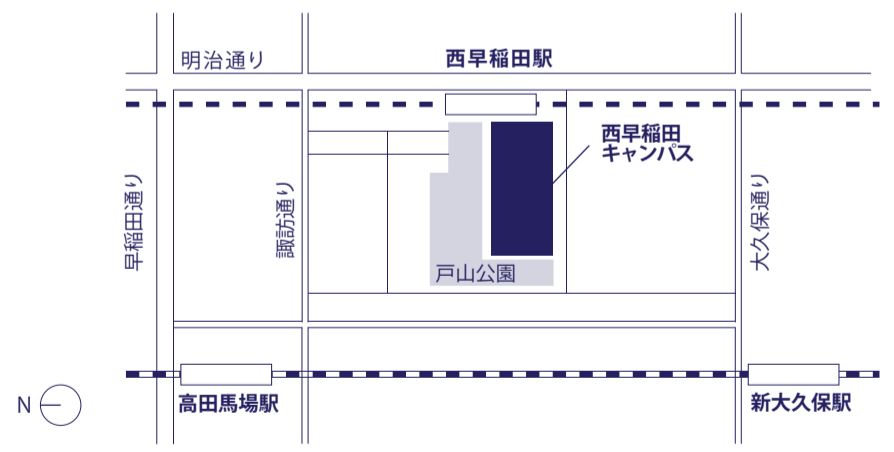 明治通り
西早稲田駅
西早稲田
キャンパス
早稲田通り
諏訪通り
大久保通り
戸山公園
N
高田馬場駅
新大久保駅